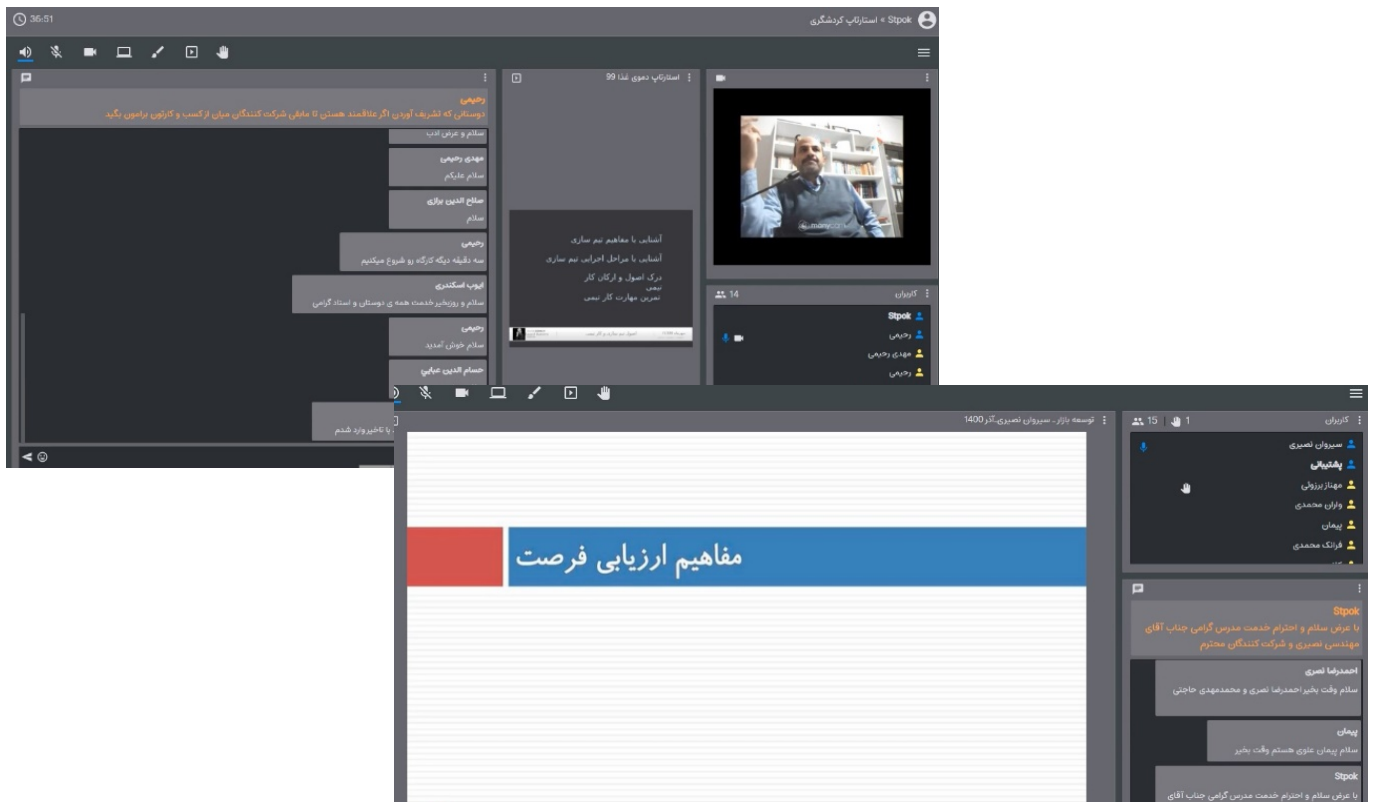 36:51
Stpok » استارتاپ گردشگری
رحیمی
دوستانی که تشریف آوردن اگر علاقمند هستن تا مابقی شرکت کنندگان میان از کسب و کارتون برامون بگید
سلام و عرض ادب
مهدی رحیمی
سلام علیکم
صلاح الدین برازی
سلام
رحیمی
سه دقیقه دیگه کارگاه رو شروع میکنیم
ایوب اسکندری
سلام و روزبخیر خدمت همه ی دوستان و استاد گرامی
رحیمی
سلام خوش آمدید
حسام الدین عبایي
با تاخیر وارد شدم
استارتاپ دموی غذا 99
آشنایی با مفاهیم تیم سازی
آشنایی با مراحل اجرایی تیم سازی
درک اصول و ارکان کار
تیمی
تمرین مهارت کار تیمی
کاربران
14
Stpok
رحیمی
مهدی رحیمی
رحیمی
توسعه بازار ـ سیروان نصیری ـ آذر 1400
مفاهیم ارزیابی فرصت
کاربران
15 | 1
سیروان نصیری
پشتیبانی
مهناز برزولی
واران محمدی
پیمان
فرانک محمدی
Stpok
با عرض سلام و احترام خدمت مدرس گرامی جناب آقای
مهندسی نصیری و شرکت کنندگان محترم
احمدرضا نصری
سلام وقت بخیر احمدرضا نصری و محمدمهدی حاجتی
پیمان
سلام پیمان علوی هستم وقت بخیر
Stpok
با عرض سلام و احترام خدمت مدرس گرامی جناب آقای